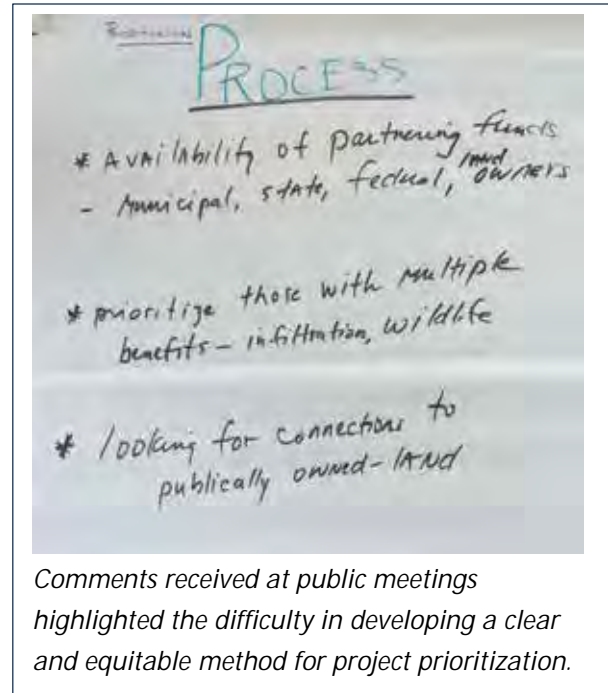 PROCESS
* AVAilability of partnering funds
- Municipal, state, federal, land owners
* prioritize those with multiple
benefits - infiltration, wildlife
* looking for connections to
publically owned-LAND
Comments received at public meetings
highlighted the difficulty in developing a clear
and equitable method for project prioritization.